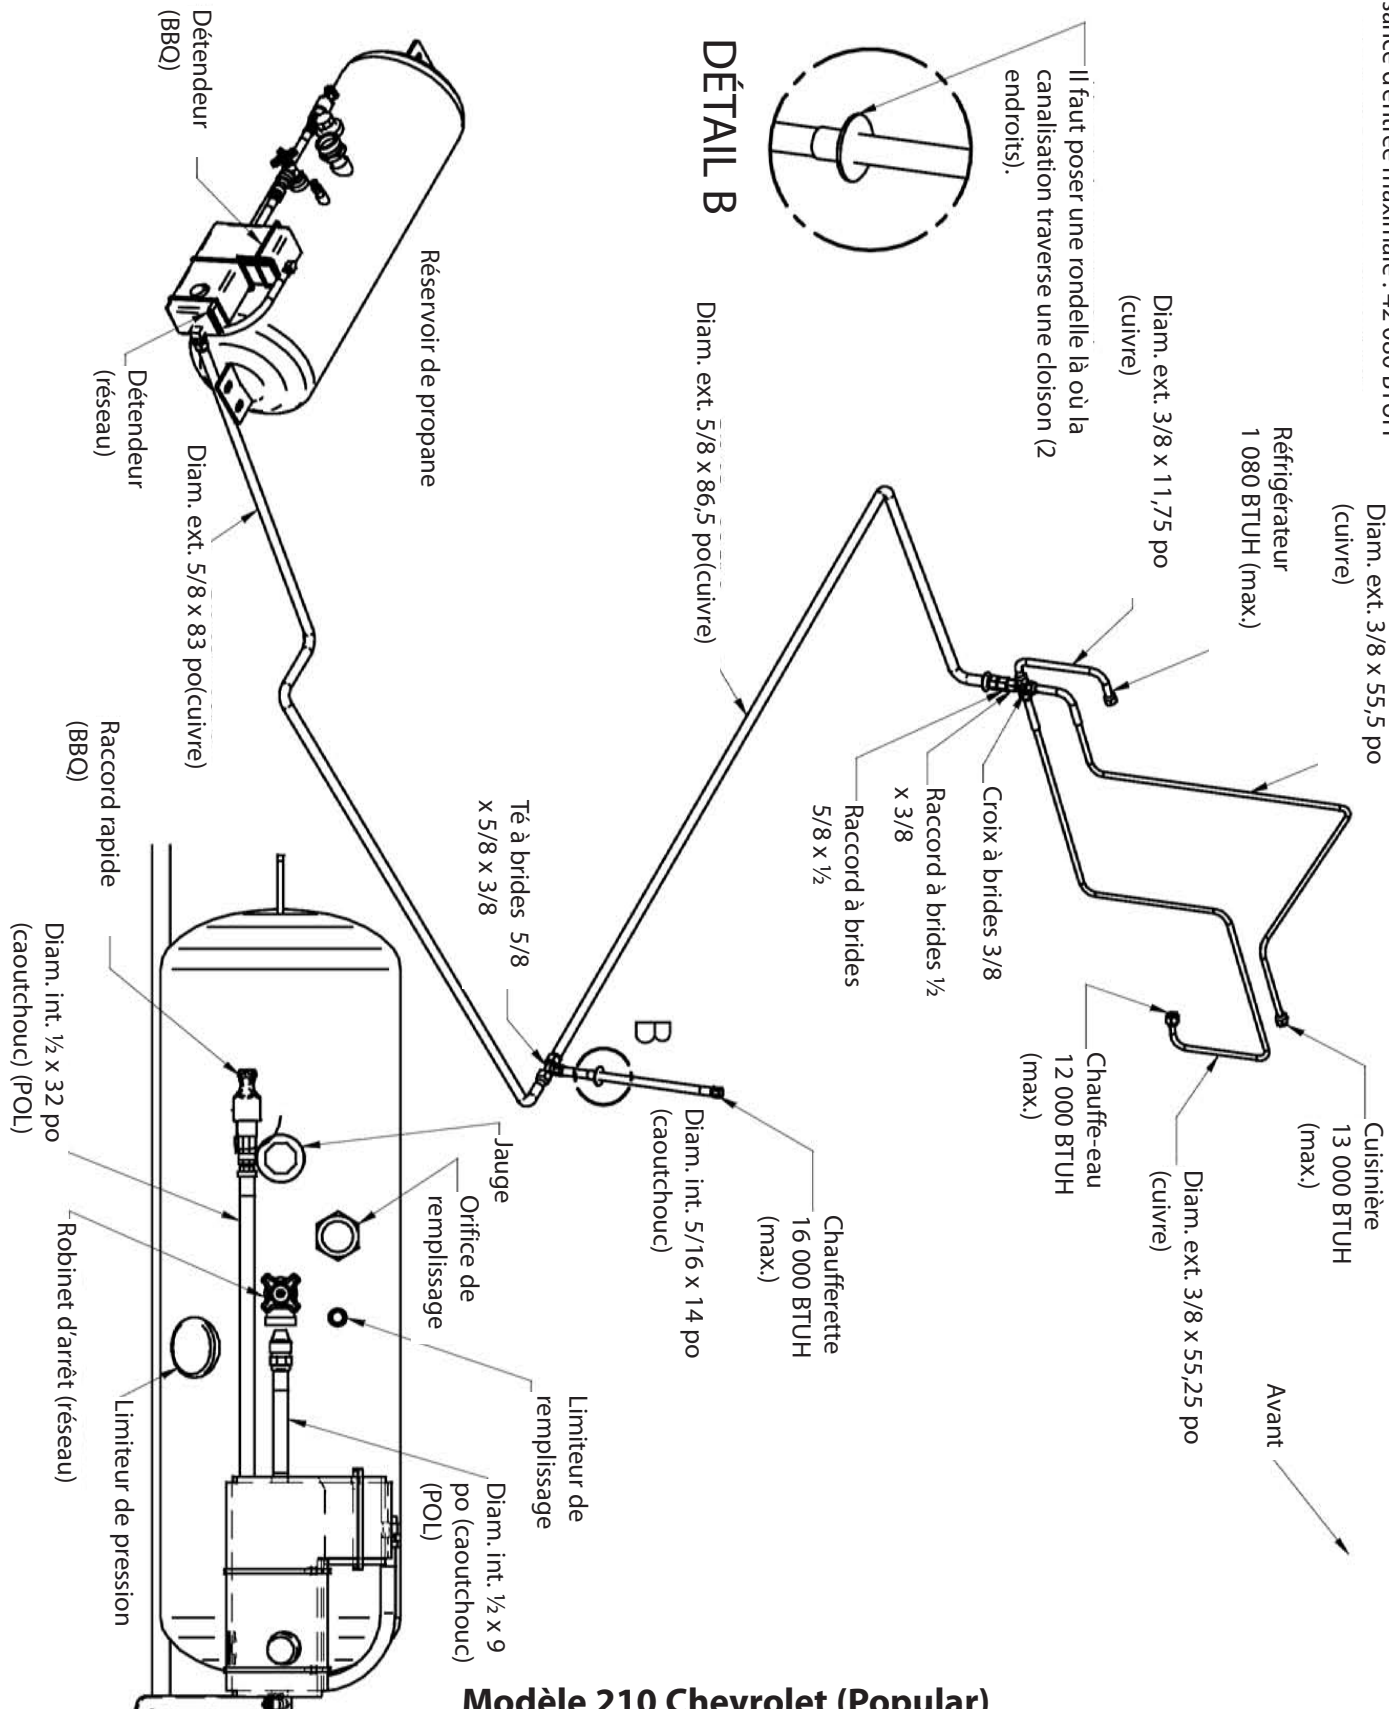 d'entrée maximale : 42 080 BTUH
Diam. ext. 3/8 x 55,5 po
(cuivre)
Réfrigérateur
1 080 BTUH (max.)
Diam. ext. 3/8 x 11,75 po
(cuivre)
Il faut poser une rondelle là où la
canalisation traverse une cloison (2
endroits).
DÉTAIL B
Détendeur
(BBQ)
Réservoir de propane
Détendeur
(réseau)
Diam. ext. 5/8 x 83 po(cuivre)
Diam. ext. 5/8 x 86,5 po(cuivre)
Croix à brides 3/8
Raccord à brides ½
x 3/8
Raccord à brides
5/8 x ½
Té à brides 5/8
x 5/8 x 3/8
B
Cuisinière
13 000 BTUH
(max.)
Diam. ext. 3/8 x 55,25 po
(cuivre)
Chauffe-eau
12 000 BTUH
(max.)
Chaufferette
16 000 BTUH
(max.)
Diam. int. 5/16 x 14 po
(caoutchouc)
Avant
Raccord rapide
(BBQ)
Diam. int. ½ x 32 po
(caoutchouc) (POL)
Jauge
Orifice de
remplissage
Robinet d'arrêt (réseau)
Limiteur de pression
Limiteur de
remplissage
Diam. int. ½ x 9
po (caoutchouc)
(POL)
Modèle 210 Chevrolet (Popular)